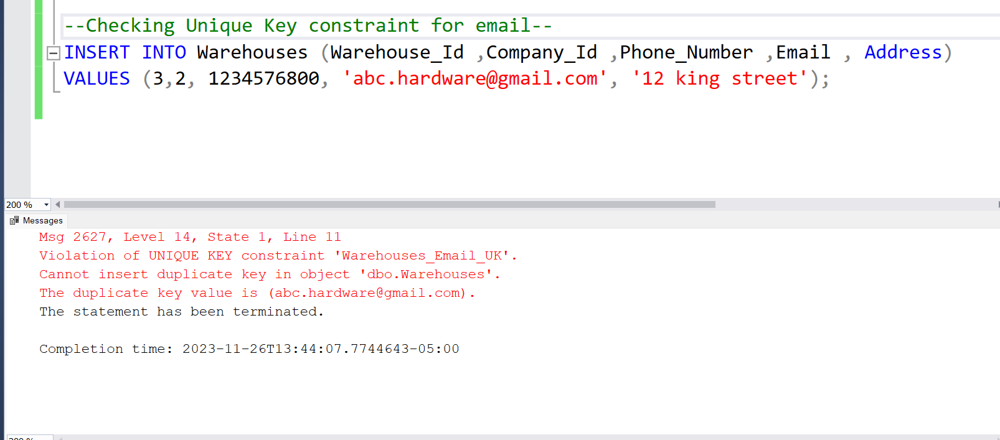 --Checking Unique Key constraint for email--
INSERT INTO Warehouses (Warehouse_Id ,Company_Id ,Phone_Number ,Email , Address)
VALUES (3,2, 1234576800, 'abc.hardware@gmail.com', '12 king street');
200 %
Messages
Msg 2627, Level 14, State 1, Line 11
Violation of UNIQUE KEY constraint 'Warehouses_Email_UK'.
Cannot insert duplicate key in object 'dbo.Warehouses'.
The duplicate key value is (abc.hardware@gmail.com).
The statement has been terminated.
Completion time: 2023-11-26T13:44:07.7744643-05:00
200 %